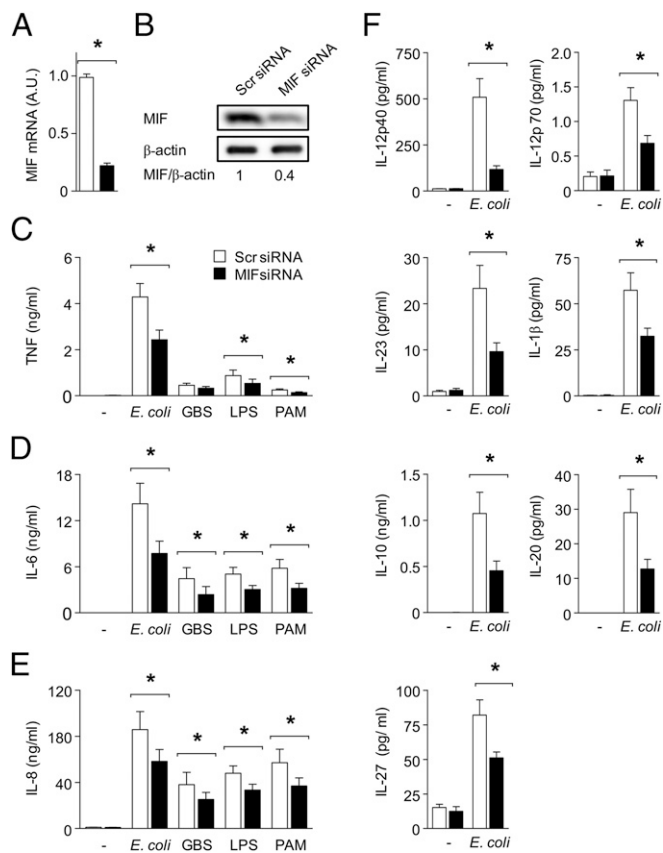 A
*
MIF mRNA (A.U.)
1.0
0.5
0
B
Scr siRNA
MIF siRNA
MIF
β-actin
MIF/β-actin 1 0.4
C
TNF (ng/ml)
6
4
2
0
*
*
*
Scr siRNA
MIF siRNA
- E. coli GBS LPS PAM
D
IL-6 (ng/ml)
18
12
6
0
*
*
*
*
- E. coli GBS LPS PAM
E
IL-8 (ng/ml)
120
180
40
0
*
*
*
*
- E. coli GBS LPS PAM
F
IL-12p40 (pg/ml)
750
500
250
0
*
- E. coli
IL-12p 70 (pg/ml)
2.0
1.5
1.0
0.5
0
*
- E. coli
IL-23 (pg/ml)
30
20
10
0
*
- E. coli
IL-1β (pg/ml)
75
50
25
0
*
- E. coli
IL-10 (ng/ml)
1.5
1.0
0.5
0
*
- E. coli
IL-20 (pg/ml)
40
30
20
10
0
*
- E. coli
IL-27 (pg/ ml)
100
75
50
25
0
*
- E. coli